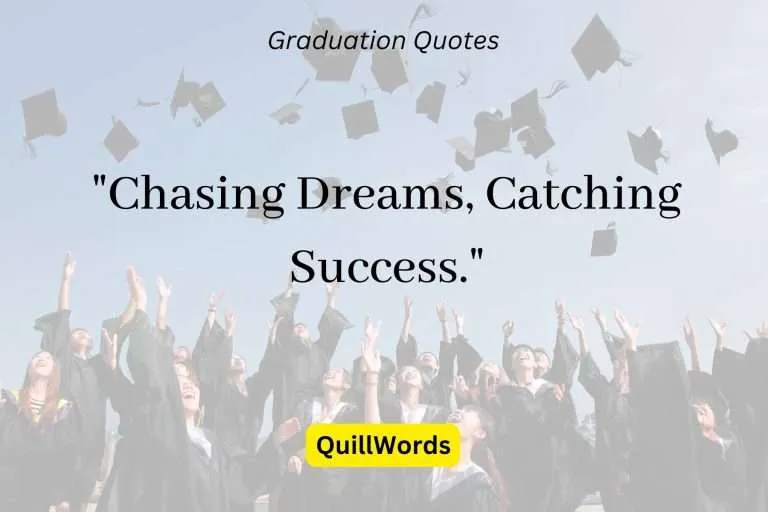 Graduation Quotes
"Chasing Dreams, Catching
Success."
QuillWords